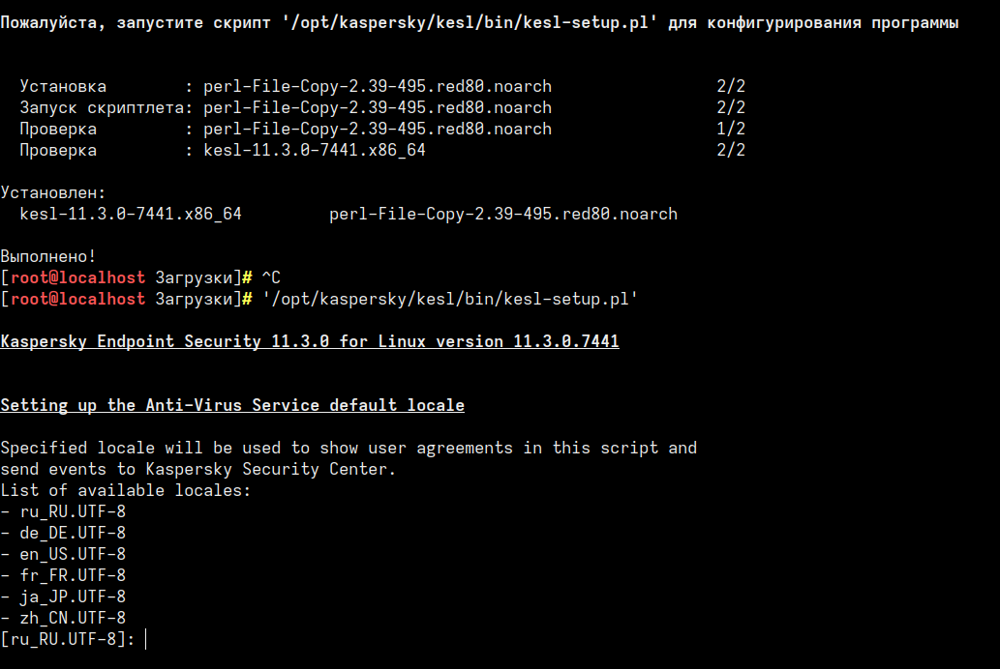 Пожалуйста, запустите скрипт '/opt/kaspersky/kesl/bin/kesl-setup.pl' для конфигурирования программы
Установка : perl-File-Copy-2.39-495.red80.noarch 2/2
Запуск скриптлета: perl-File-Copy-2.39-495.red80.noarch 2/2
Проверка : perl-File-Copy-2.39-495.red80.noarch 1/2
Проверка : kesl-11.3.0-7441.x86_64 2/2
Установлен:
kesl-11.3.0-7441.x86_64 perl-File-Copy-2.39-495.red80.noarch
Выполнено!
[root@localhost Загрузки]# ^C
[root@localhost Загрузки]# '/opt/kaspersky/kesl/bin/kesl-setup.pl'
Kaspersky Endpoint Security 11.3.0 for Linux version 11.3.0.7441
Setting up the Anti-Virus Service default locale
Specified locale will be used to show user agreements in this script and
send events to Kaspersky Security Center.
List of available locales:
- ru_RU.UTF-8
- de_DE.UTF-8
- en_US.UTF-8
- fr_FR.UTF-8
- ja_JP.UTF-8
- zh_CN.UTF-8
[ru_RU.UTF-8]: